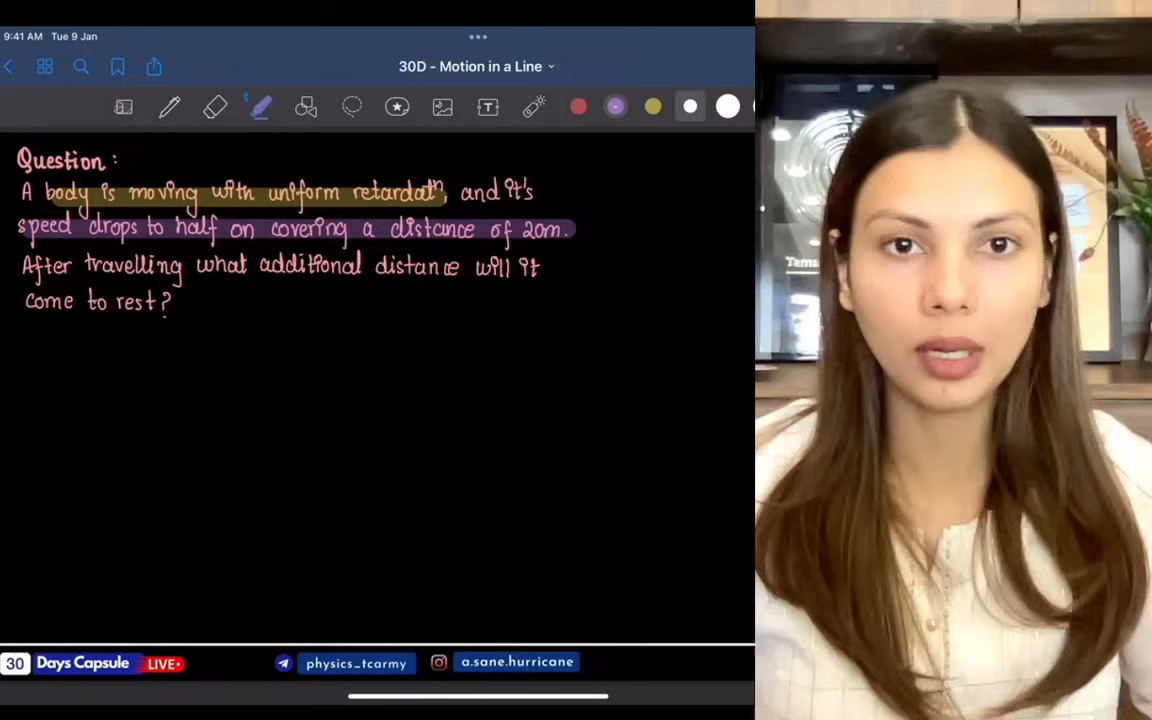 9:41 AM Tue 9 Jan
30D - Motion in a Line
T
Question:
A body is moving with uniform retardatⁿ, and it's
speed drops to half on covering a distance of 20m.
After travelling what additional distance will it
come to rest?
30 Days Capsule LIVE
physics_tcarmy
a.sane.hurricane